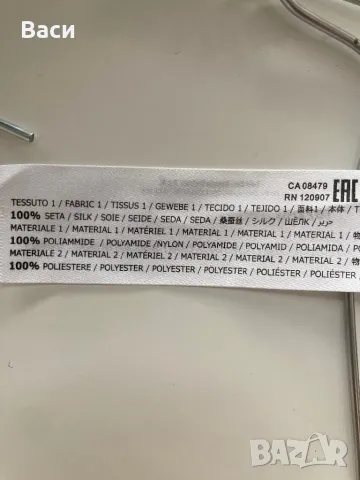 Васи
CA 08479
RN 120907
EAC
TESSUTO 1 / FABRIC 1 / TISSUS 1 / GEWEBE 1 / TECIDO 1 / TEJIDO 1 / 面料1 / 本体 / T
100% SETA / SILK / SOIE / SEIDE / SEDA / SEDA / 桑蚕丝 / シルク / ШЁЛК / حرير /
MATERIALE 1 / MATERIAL 1 / MATÉRIEL 1 / MATERIAL 1 / MATERIAL 1 / MATERIAL 1 / 物
100% POLIAMMIDE / POLYAMIDE/NYLON / POLYAMIDE / POLYAMID / POLIAMIDA / PO
MATERIALE 2 / MATERIAL 2 / MATÉRIEL 2 / MATERIAL 2 / MATERIAL 2 / MATERIAL 2 / 物
100% POLIESTERE / POLYESTER / POLYESTER / POLYESTER / POLIÉSTER / POLIÉSTER /
BAZAR